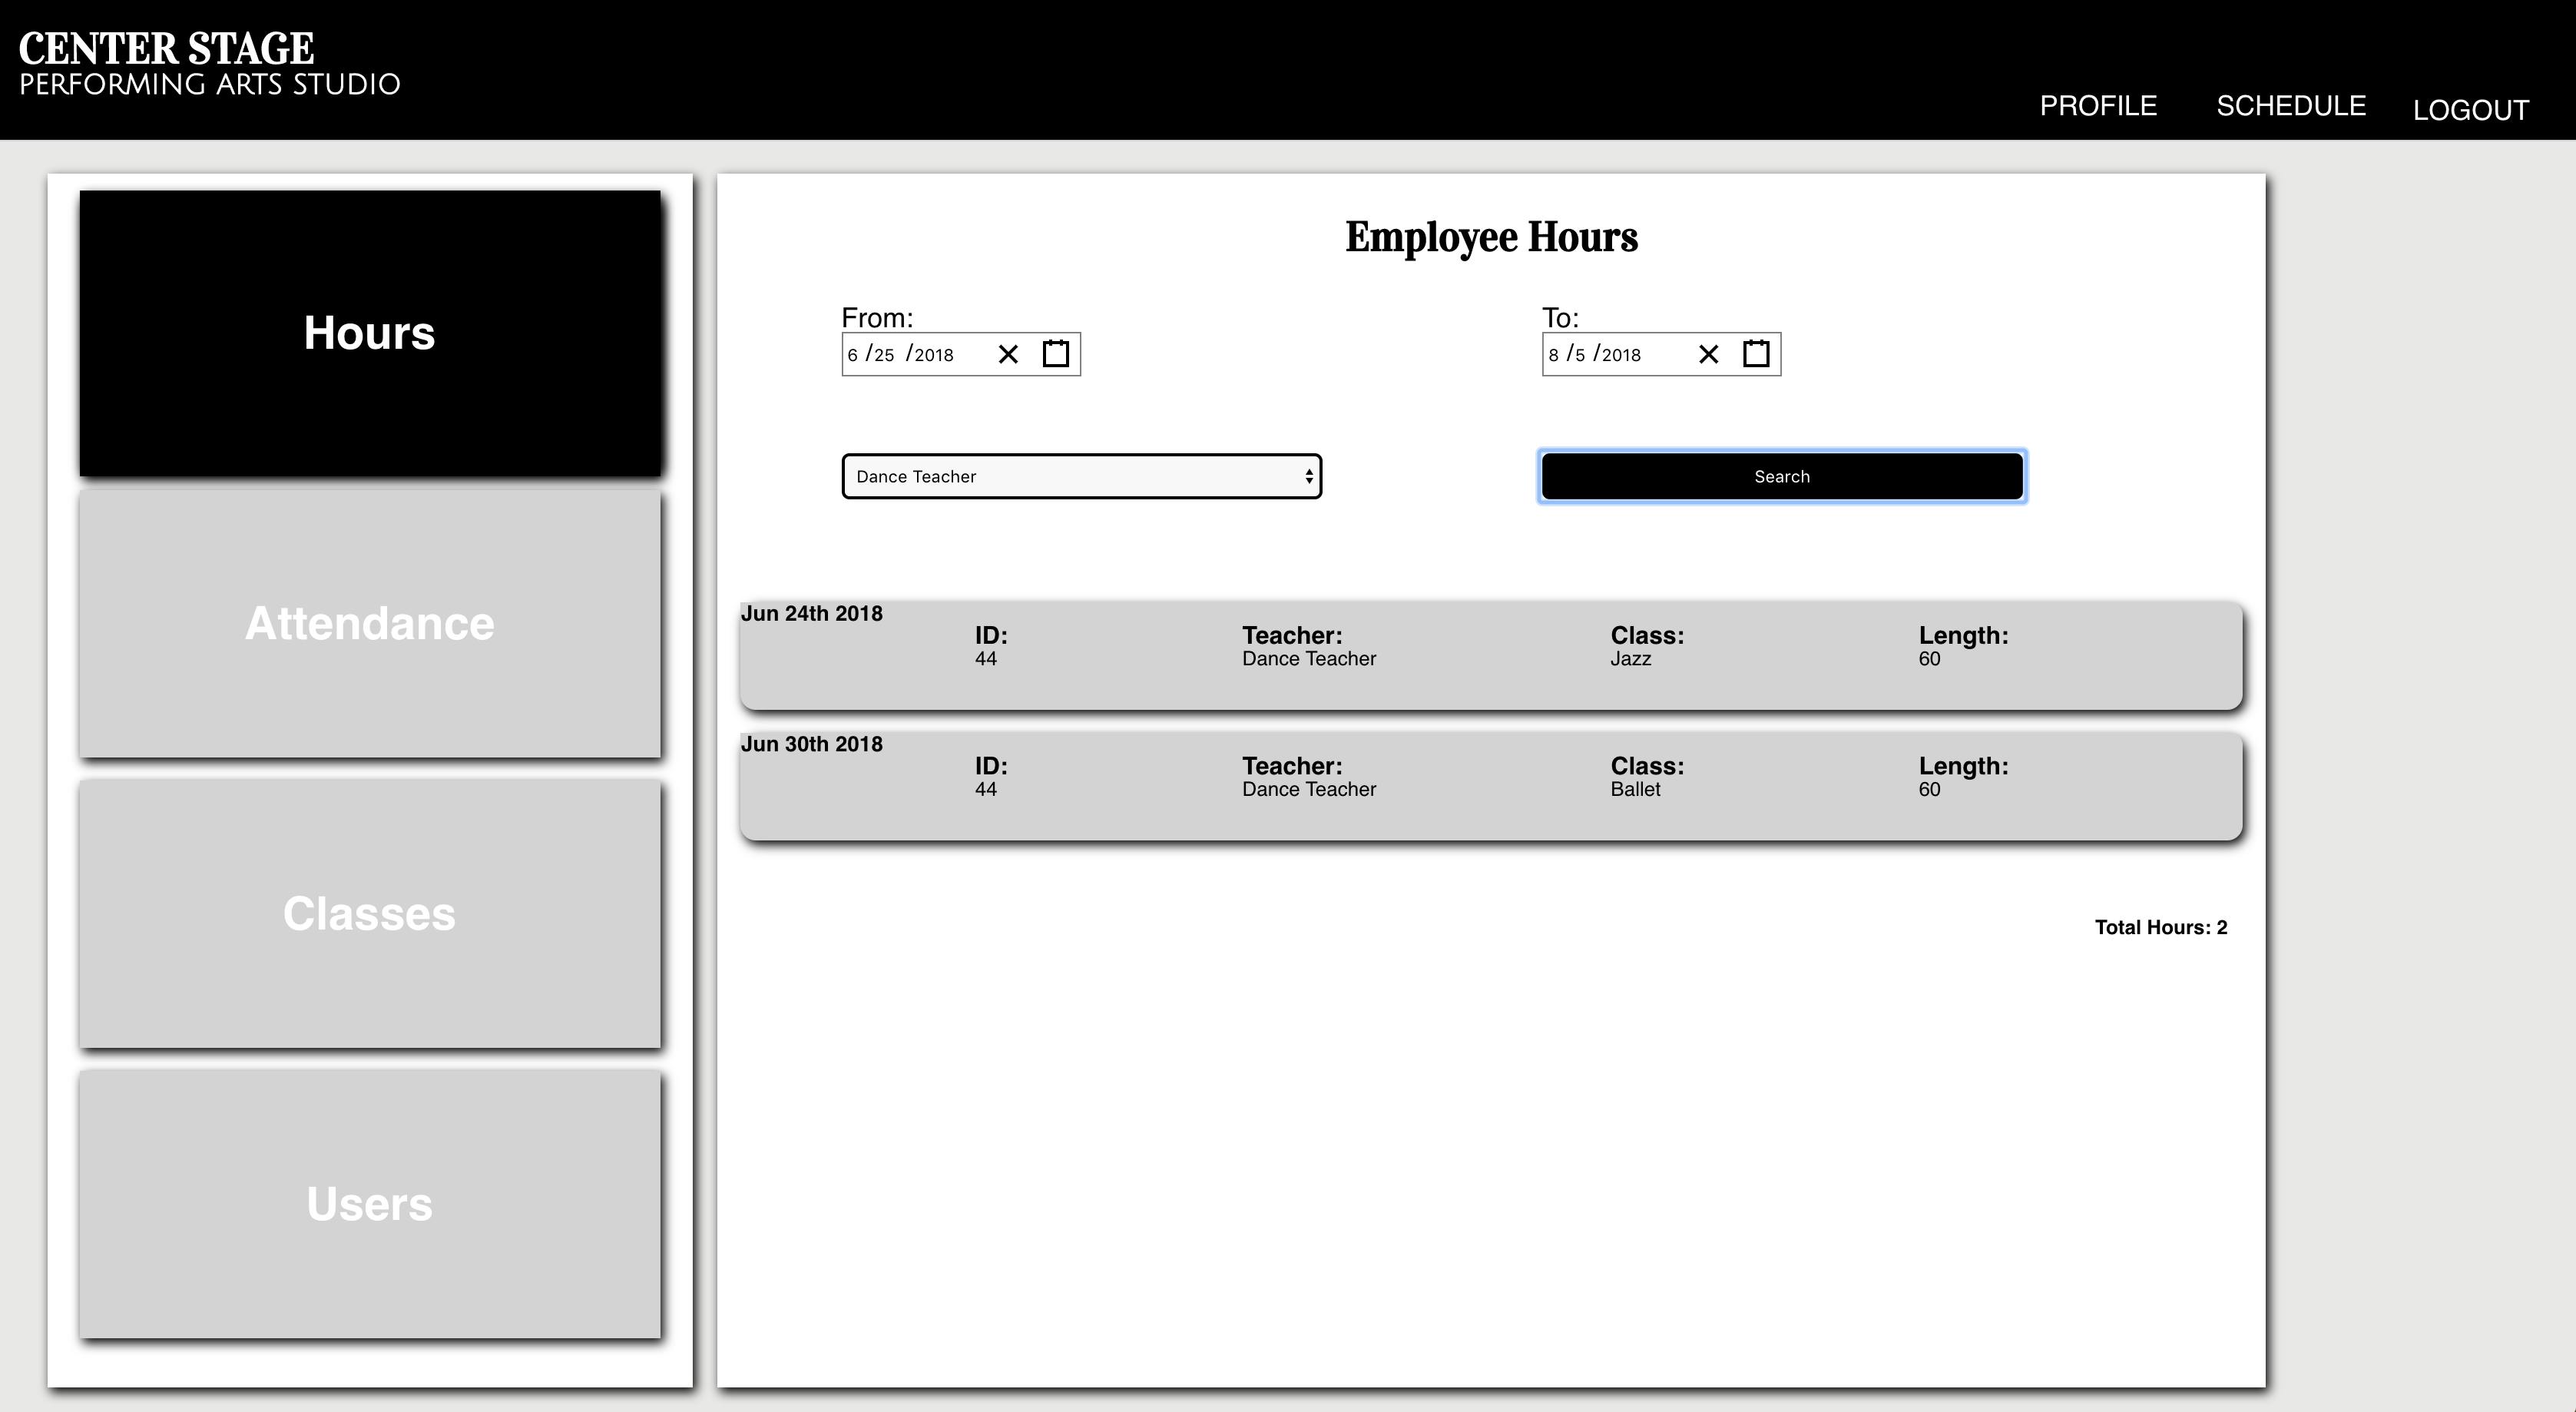 CENTER STAGE
PERFORMING ARTS STUDIO
PROFILE SCHEDULE LOGOUT
Hours
Attendance
Classes
Users
Employee Hours
From: To:
6 /25 /2018 8 /5 /2018
Dance Teacher Search
Jun 24th 2018
ID: Teacher: Class: Length:
44 Dance Teacher Jazz 60
Jun 30th 2018
ID: Teacher: Class: Length:
44 Dance Teacher Ballet 60
Total Hours: 2